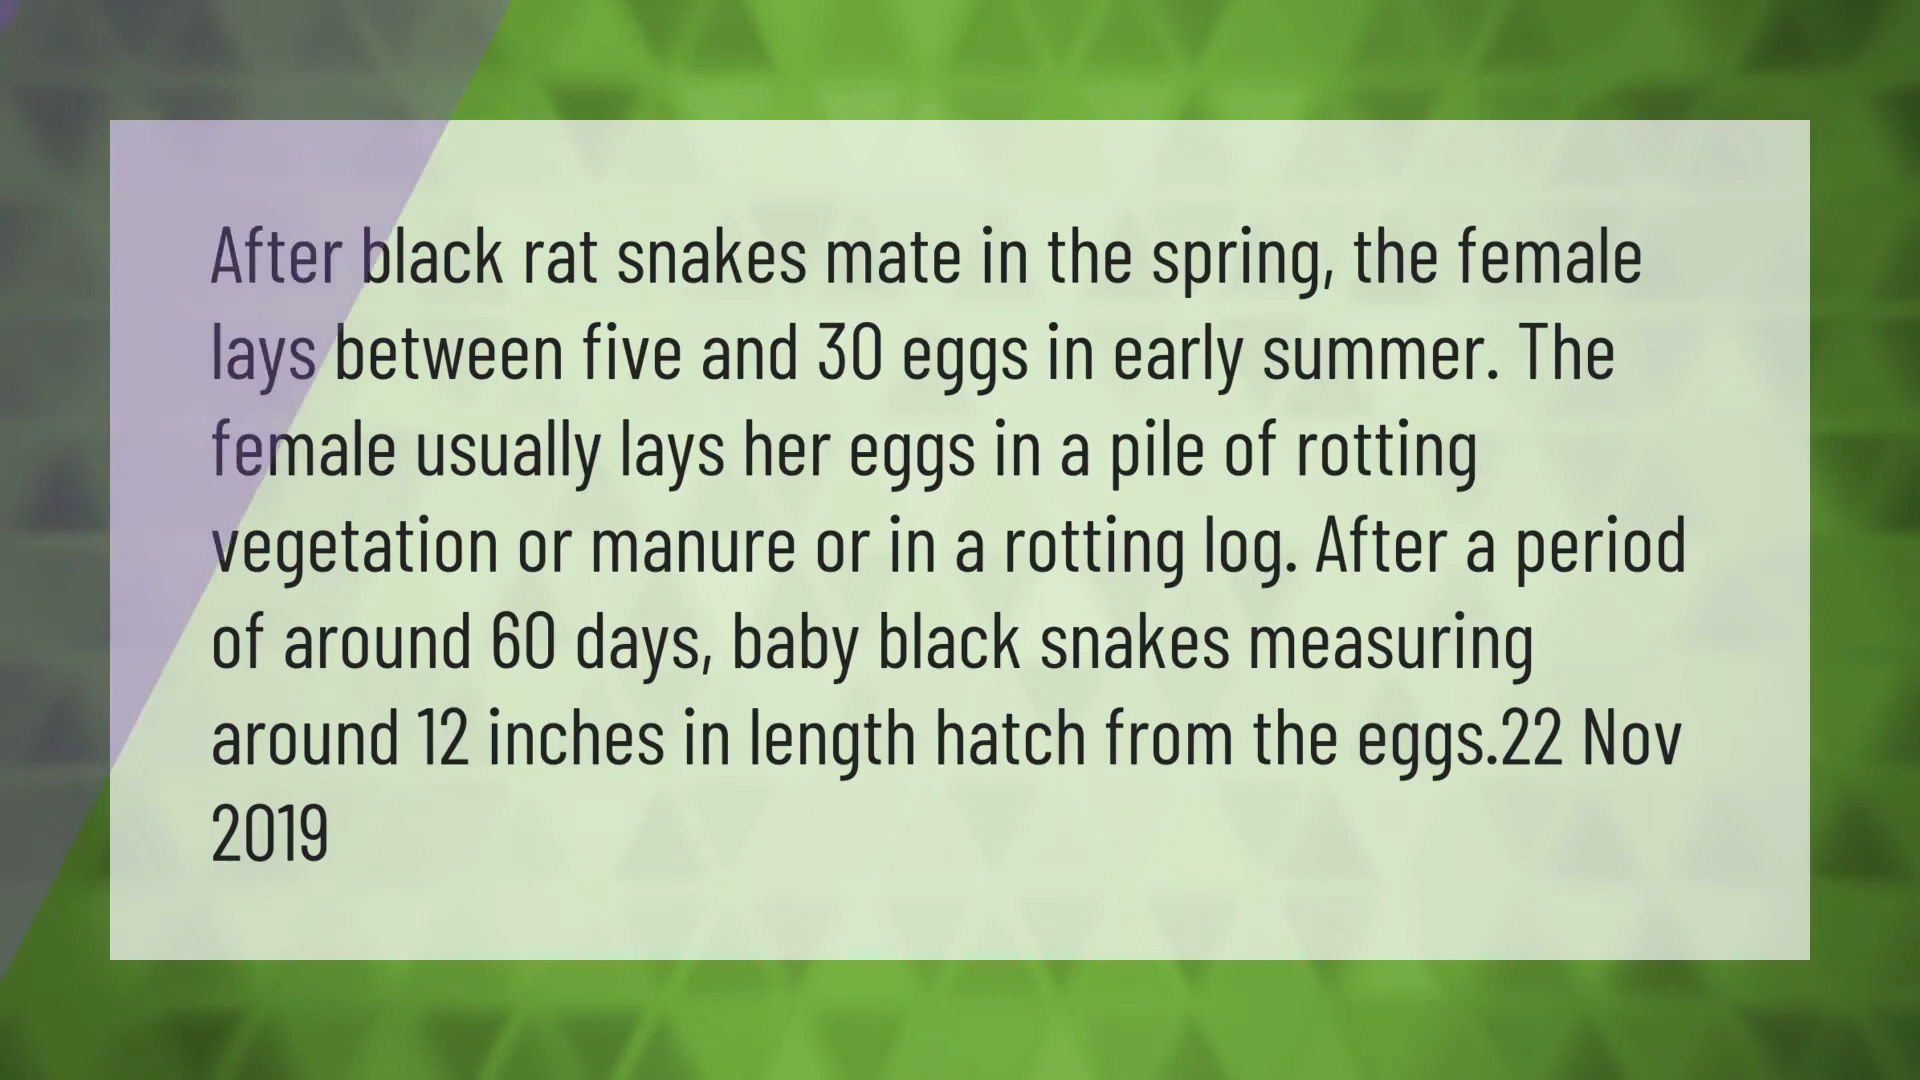 After black rat snakes mate in the spring, the female
lays between five and 30 eggs in early summer. The
female usually lays her eggs in a pile of rotting
vegetation or manure or in a rotting log. After a period
of around 60 days, baby black snakes measuring
around 12 inches in length hatch from the eggs.22 Nov
2019